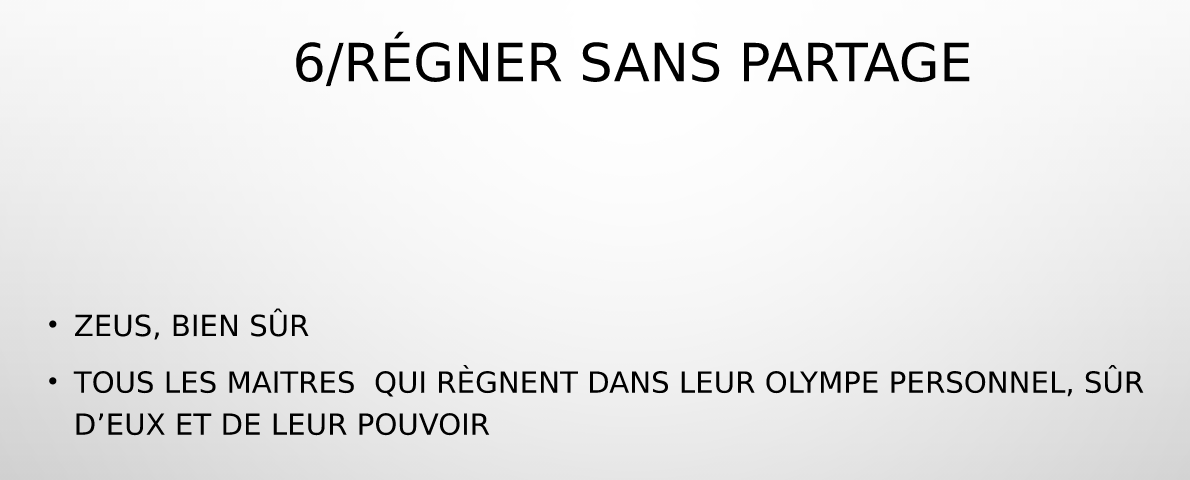 6/RÉGNER SANS PARTAGE
• ZEUS, BIEN SÛR
• TOUS LES MAITRES  QUI RÈGNENT DANS LEUR OLYMPE PERSONNEL, SÛR
D’EUX ET DE LEUR POUVOIR